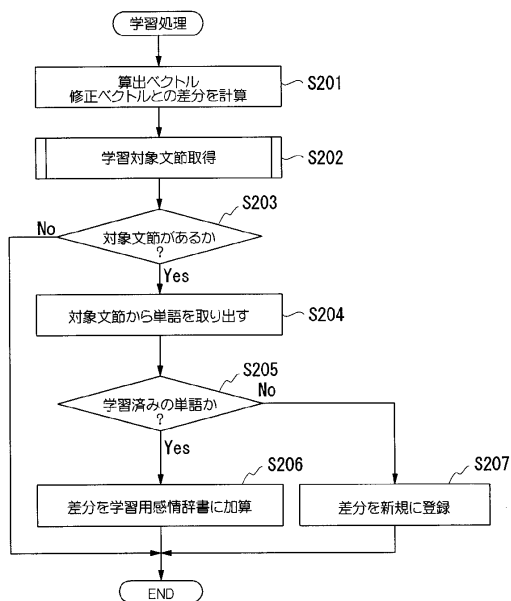 学習処理
算出ベクトル
修正ベクトルとの差分を計算
S201
学習対象文節取得
S202
S203
対象文節があるか
?
No
Yes
対象文節から単語を取り出す
S204
S205
学習済みの単語か
?
No
Yes
S206
差分を学習用感情辞書に加算
S207
差分を新規に登録
END